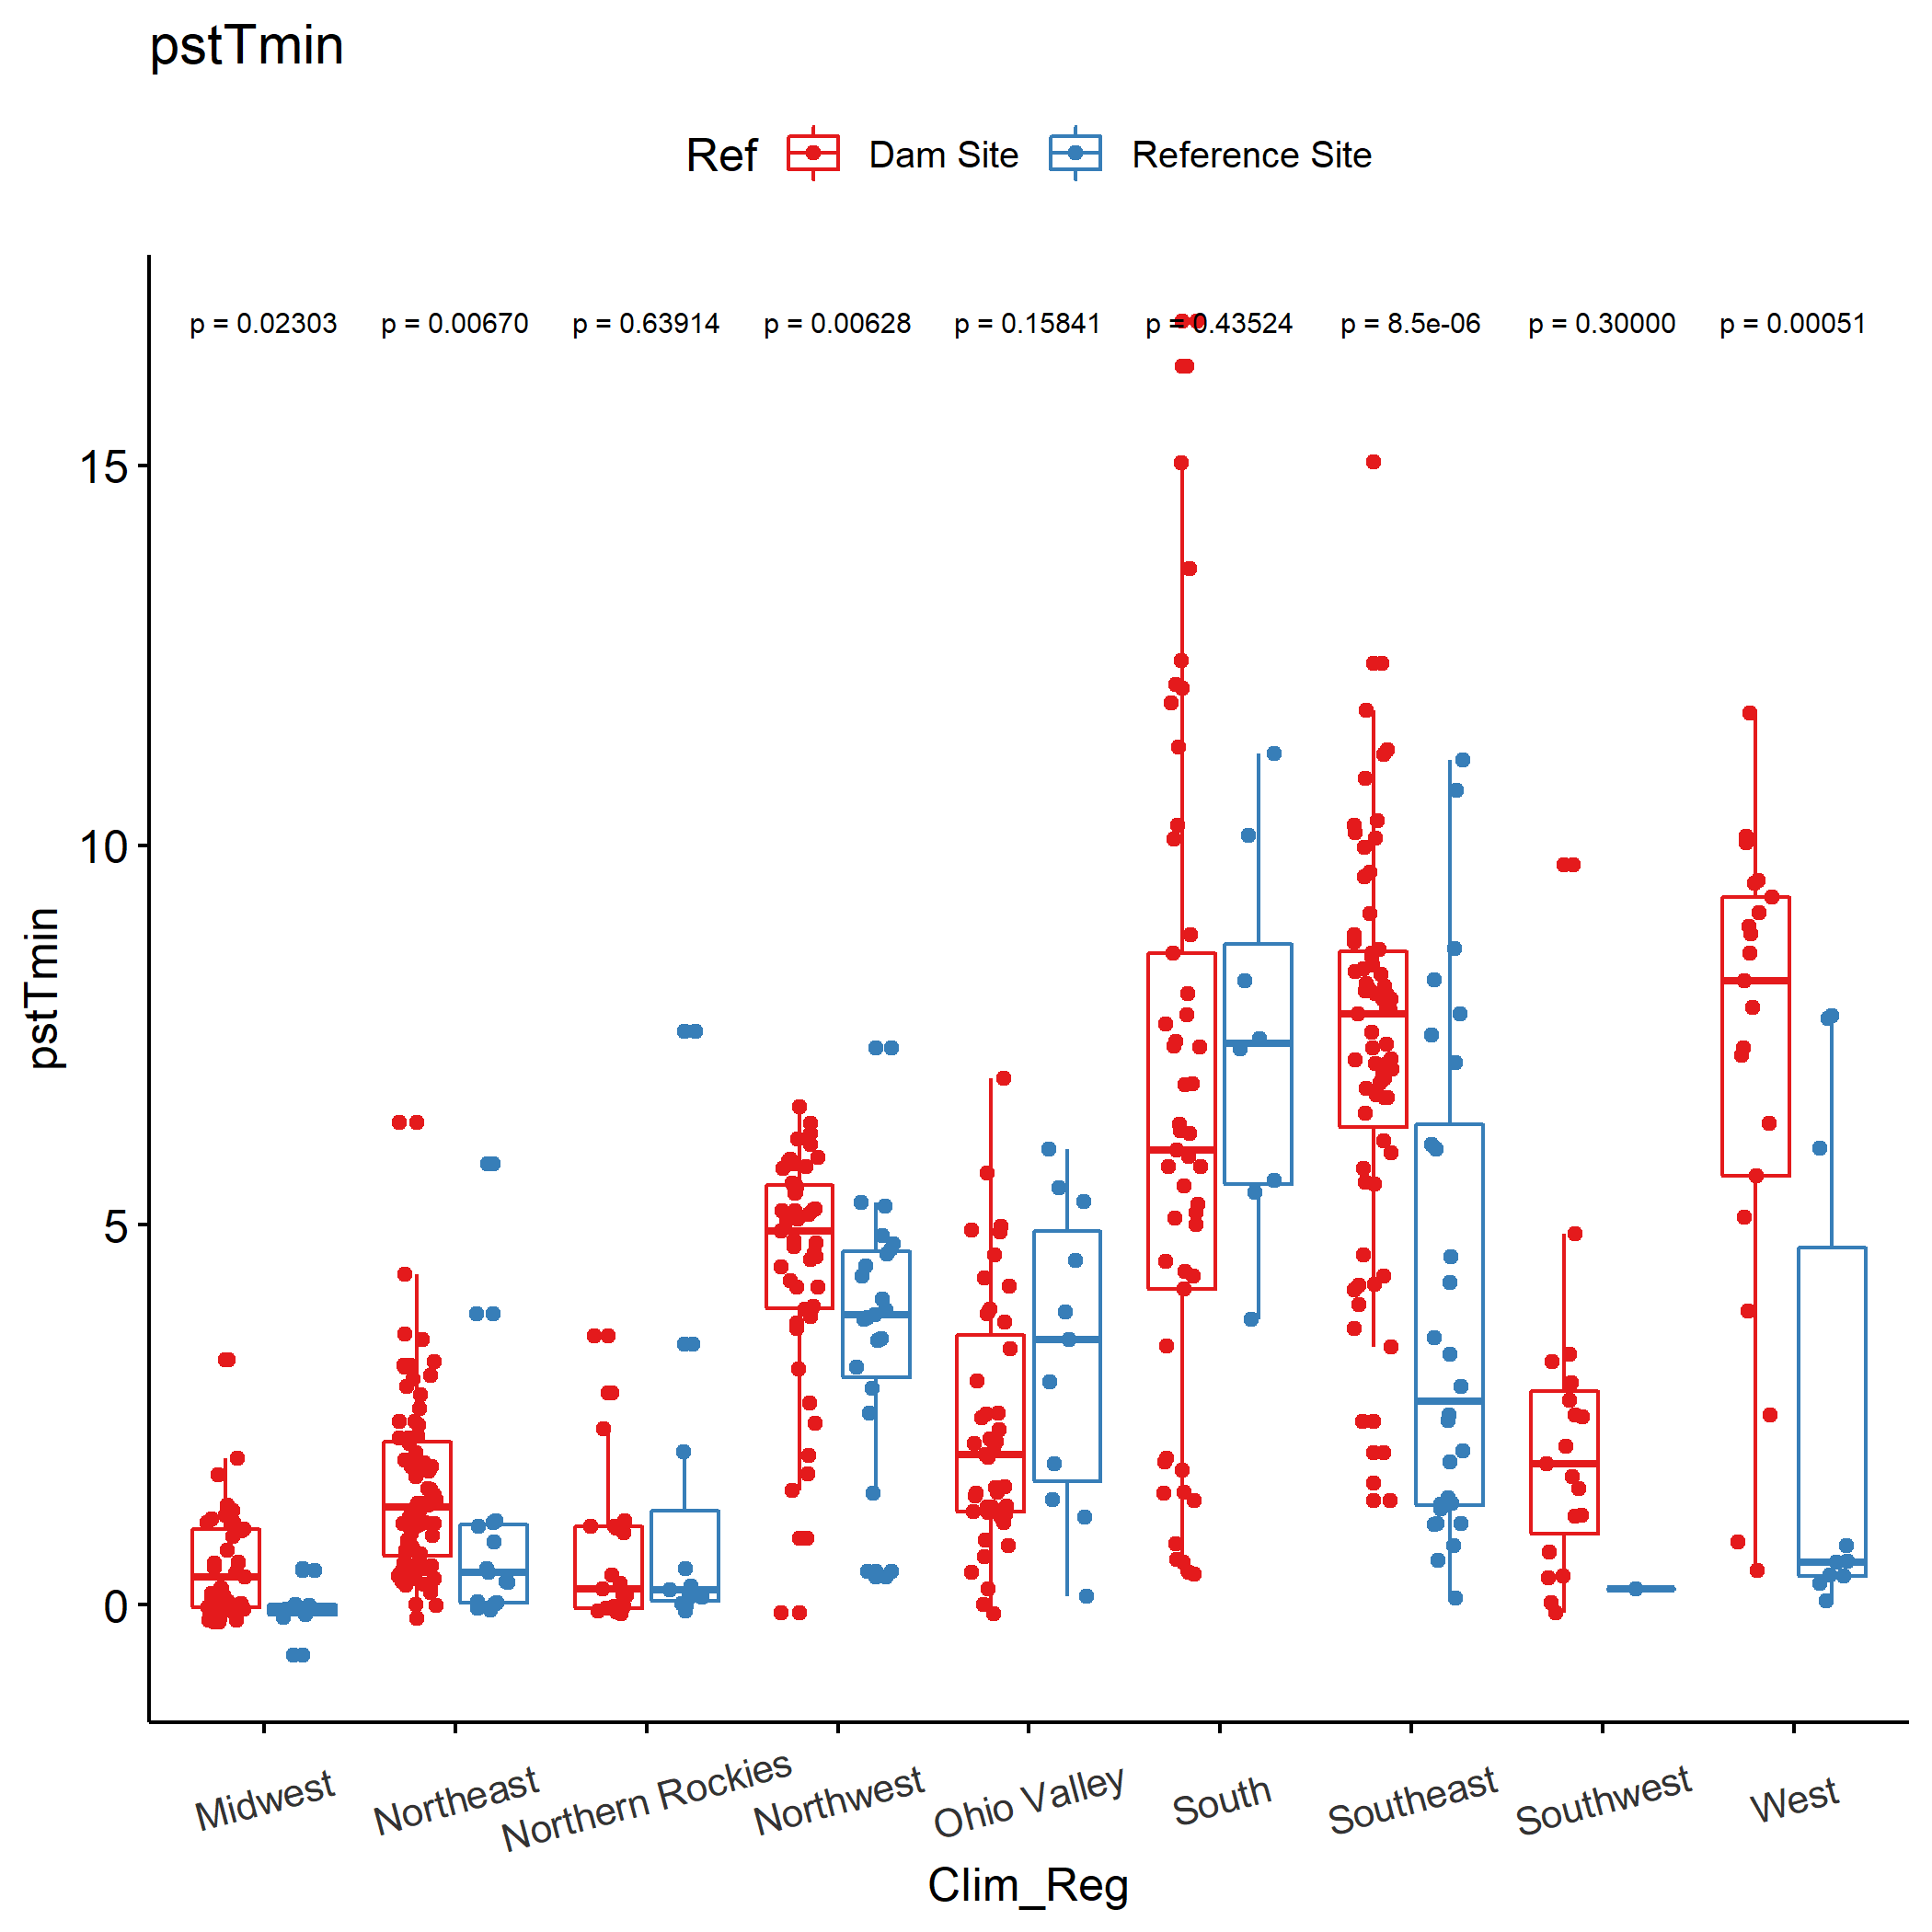 pstTmin
Ref Dam Site Reference Site
p = 0.02303 p = 0.00670 p = 0.63914 p = 0.00628 p = 0.15841 p = 0.43524 p = 8.5e-06 p = 0.30000 p = 0.00051
15
10
5
0
pstTmin
Midwest Northeast Northern Rockies Northwest Ohio Valley South Southeast Southwest West
Clim_Reg